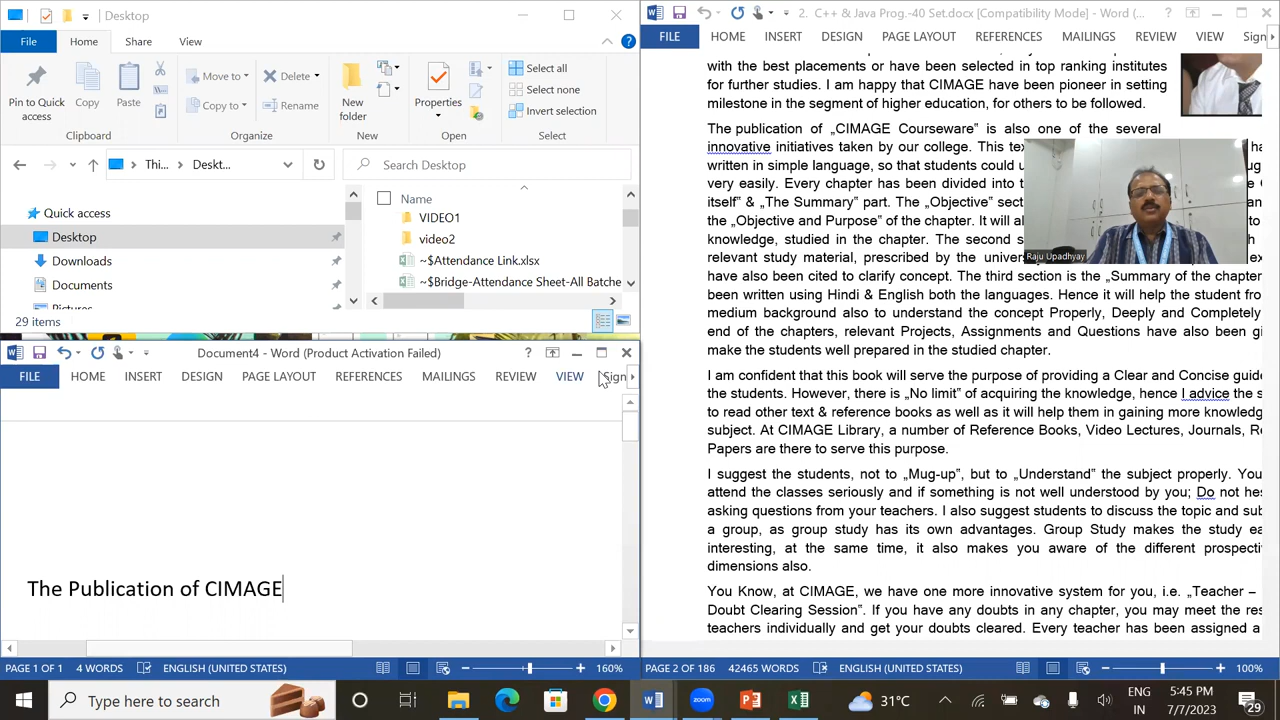 Desktop
File Home Share View
Pin to Quick access
Copy
Paste
Move to
Copy to
Delete
Rename
New folder
Properties
Select all
Select none
Invert selection
Clipboard Organize New Open Select
Thi... Deskt...
Search Desktop
Quick access
Desktop
Downloads
Documents
Pictures
Name
VIDEO1
video2
~$Attendance Link.xlsx
~$Bridge-Attendance Sheet-All Batche
29 items
Document4 - Word (Product Activation Failed)
FILE HOME INSERT DESIGN PAGE LAYOUT REFERENCES MAILINGS REVIEW VIEW Sign
The Publication of CIMAGE
PAGE 1 OF 1 4 WORDS ENGLISH (UNITED STATES) 160%
2. C++ & Java Prog.-40 Set.docx [Compatibility Mode] - Word (...
FILE HOME INSERT DESIGN PAGE LAYOUT REFERENCES MAILINGS REVIEW VIEW Sign
with the best placements or have been selected in top ranking institutes
for further studies. I am happy that CIMAGE have been pioneer in setting
milestone in the segment of higher education, for others to be followed.
The publication of „CIMAGE Courseware" is also one of the several
innovative initiatives taken by our college. This
written in simple language, so that students could
very easily. Every chapter has been divided into
itself" & „The Summary" part. The „Objective"
the „Objective and Purpose" of the chapter. It will
knowledge, studied in the chapter. The second
relevant study material, prescribed by the
have also been cited to clarify concept. The third section is the „Summary of the chapter
been written using Hindi & English both the languages. Hence it will help the student
medium background also to understand the concept Properly, Deeply and Completely
end of the chapters, relevant Projects, Assignments and Questions have also been
make the students well prepared in the studied chapter.
I am confident that this book will serve the purpose of providing a Clear and Concise
the students. However, there is „No limit" of acquiring the knowledge, hence I advice the
to read other text & reference books as well as it will help them in gaining more knowledge
subject. At CIMAGE Library, a number of Reference Books, Video Lectures, Journals,
Papers are there to serve this purpose.
I suggest the students, not to „Mug-up", but to „Understand" the subject properly. You
attend the classes seriously and if something is not well understood by you; Do not
asking questions from your teachers. I also suggest students to discuss the topic and
a group, as group study has its own advantages. Group Study makes the study
interesting, at the same time, it also makes you aware of the different
dimensions also.
You Know, at CIMAGE, we have one more innovative system for you, i.e. „Teacher –
Doubt Clearing Session". If you have any doubts in any chapter, you may meet the
teachers individually and get your doubts cleared. Every teacher has been assigned a
Raju Upadhyay
PAGE 2 OF 186 42465 WORDS ENGLISH (UNITED STATES) 100%
Type here to search
31°C
ENG
IN
5:45 PM
7/7/2023
29